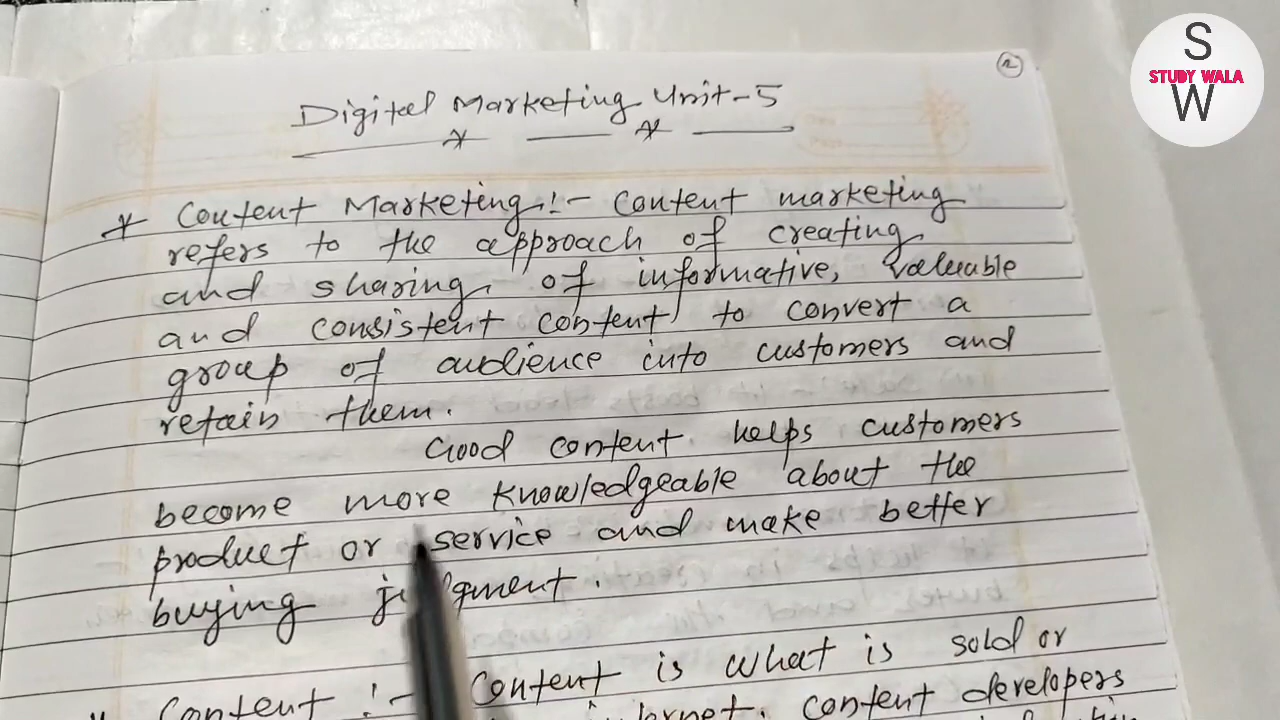 S
STUDY WALA
W
2
Digital Marketing Unit-5
* Content Marketing :- Content marketing
refers to the approach of creating
and sharing of informative, valuable
and consistent content to convert a
group of audience into customers and
retain them.
Good content helps customers
become more knowledgeable about the
product or service and make better
buying judgment.
* Content :- Content is what is sold or
internet. Content developers